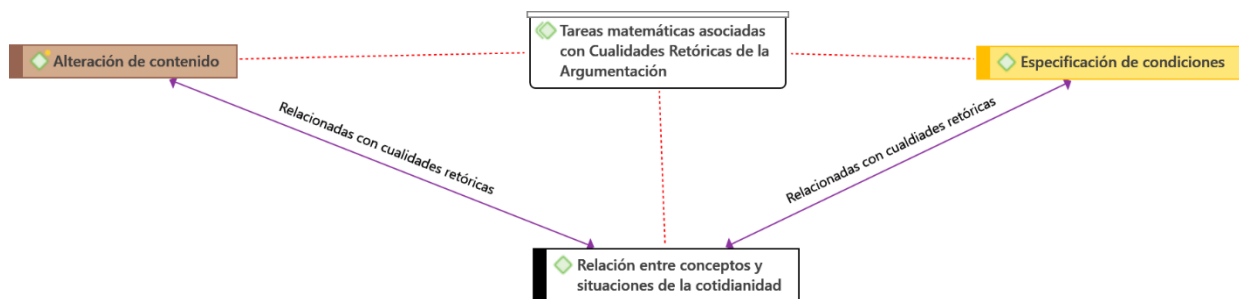 Tareas matemáticas asociadas
con Cualidades Retóricas de la
Argumentación
Alteración de contenido
Especificación de condiciones
Relacionadas con cualidades retóricas
Relacionadas con cualdiades retóricas
Relación entre conceptos y
situaciones de la cotidianidad